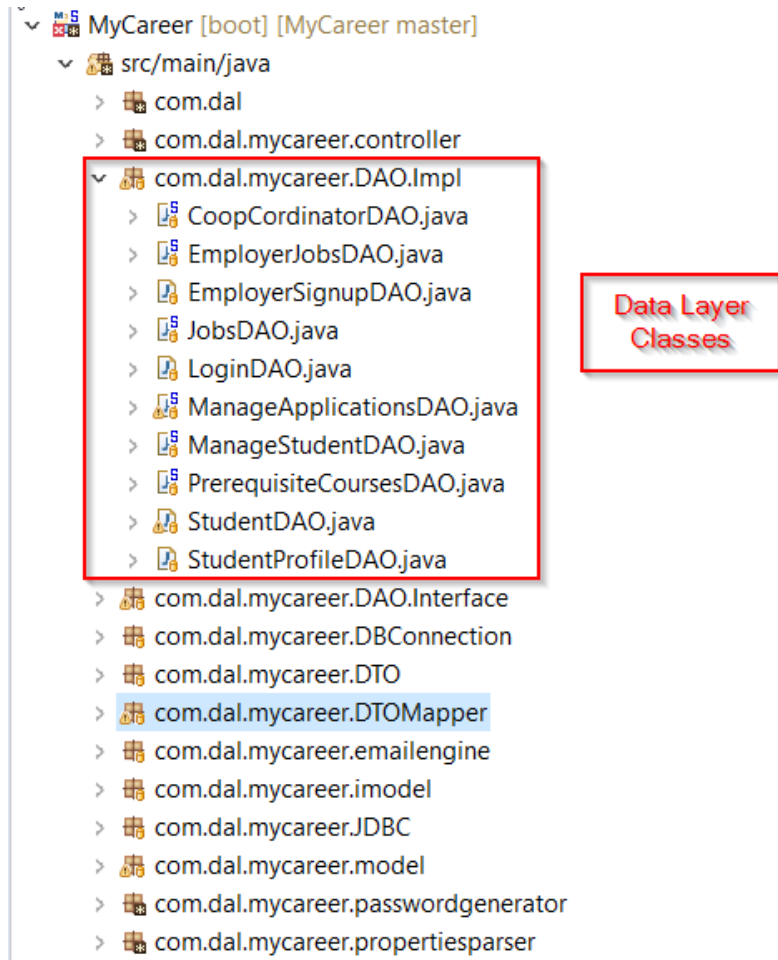 MyCareer [boot] [MyCareer master]
src/main/java
com.dal
com.dal.mycareer.controller
com.dal.mycareer.DAO.Impl
CoopCordinatorDAO.java
EmployerJobsDAO.java
EmployerSignupDAO.java
JobsDAO.java
LoginDAO.java
ManageApplicationsDAO.java
ManageStudentDAO.java
PrerequisiteCoursesDAO.java
StudentDAO.java
StudentProfileDAO.java
Data Layer
Classes
com.dal.mycareer.DAO.Interface
com.dal.mycareer.DBConnection
com.dal.mycareer.DTO
com.dal.mycareer.DTOMapper
com.dal.mycareer.emailengine
com.dal.mycareer.imodel
com.dal.mycareer.JDBC
com.dal.mycareer.model
com.dal.mycareer.passwordgenerator
com.dal.mycareer.propertiesparser